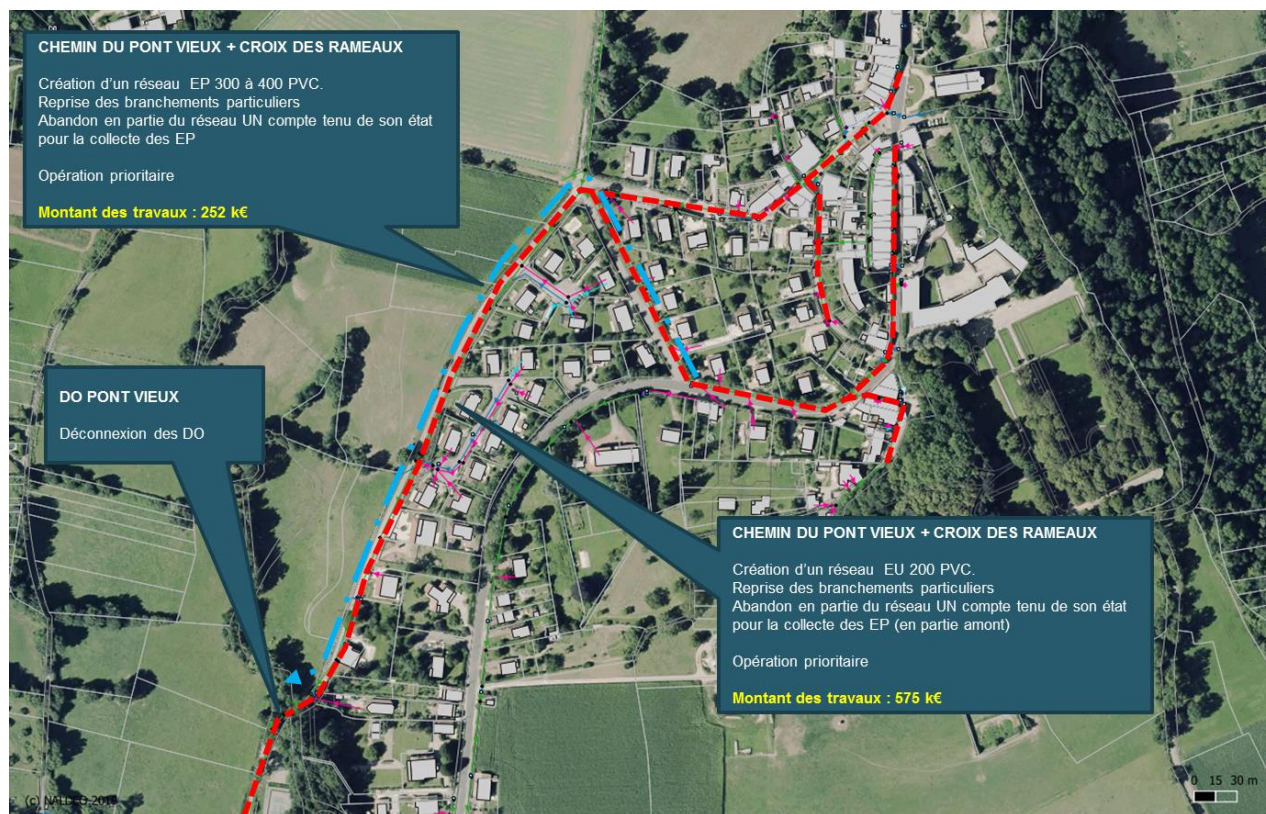 CHEMIN DU PONT VIEUX + CROIX DES RAMEAUX
Création d'un réseau EP 300 à 400 PVC.
Reprise des branchements particuliers
Abandon en partie du réseau UN compte tenu de son état
pour la collecte des EP
Opération prioritaire
Montant des travaux : 252 k€
DO PONT VIEUX
Déconnexion des DO
CHEMIN DU PONT VIEUX + CROIX DES RAMEAUX
Création d'un réseau EU 200 PVC.
Reprise des branchements particuliers
Abandon en partie du réseau UN compte tenu de son état
pour la collecte des EP (en partie amont)
Opération prioritaire
Montant des travaux : 575 k€
0 15 30 m